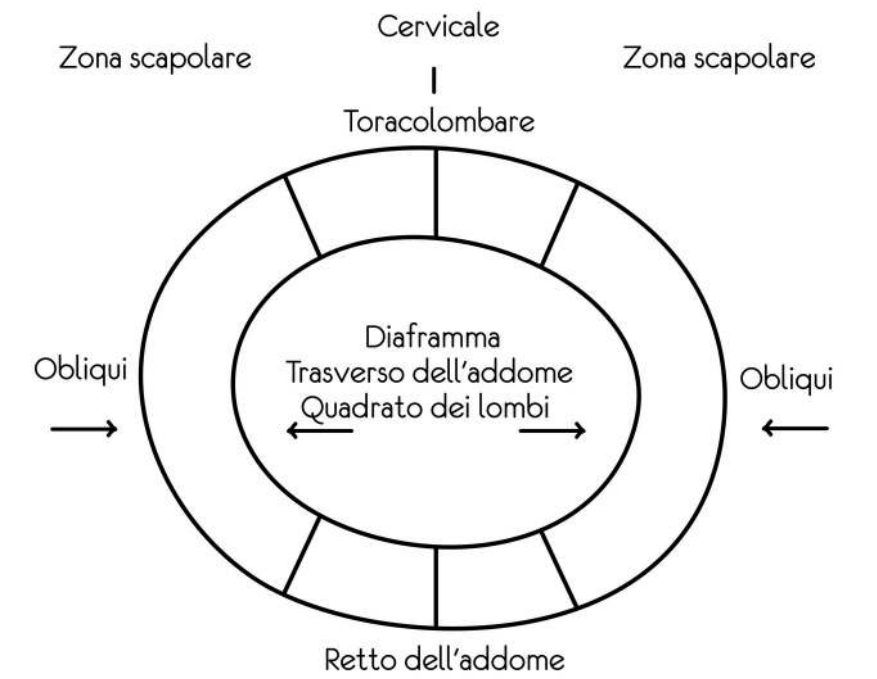 Cervicale
Zona scapolare
Zona scapolare
Toracolombare
Diaframma
Trasverso dell'addome
Quadrato dei lombi
Obliqui
Obliqui
Retto dell'addome